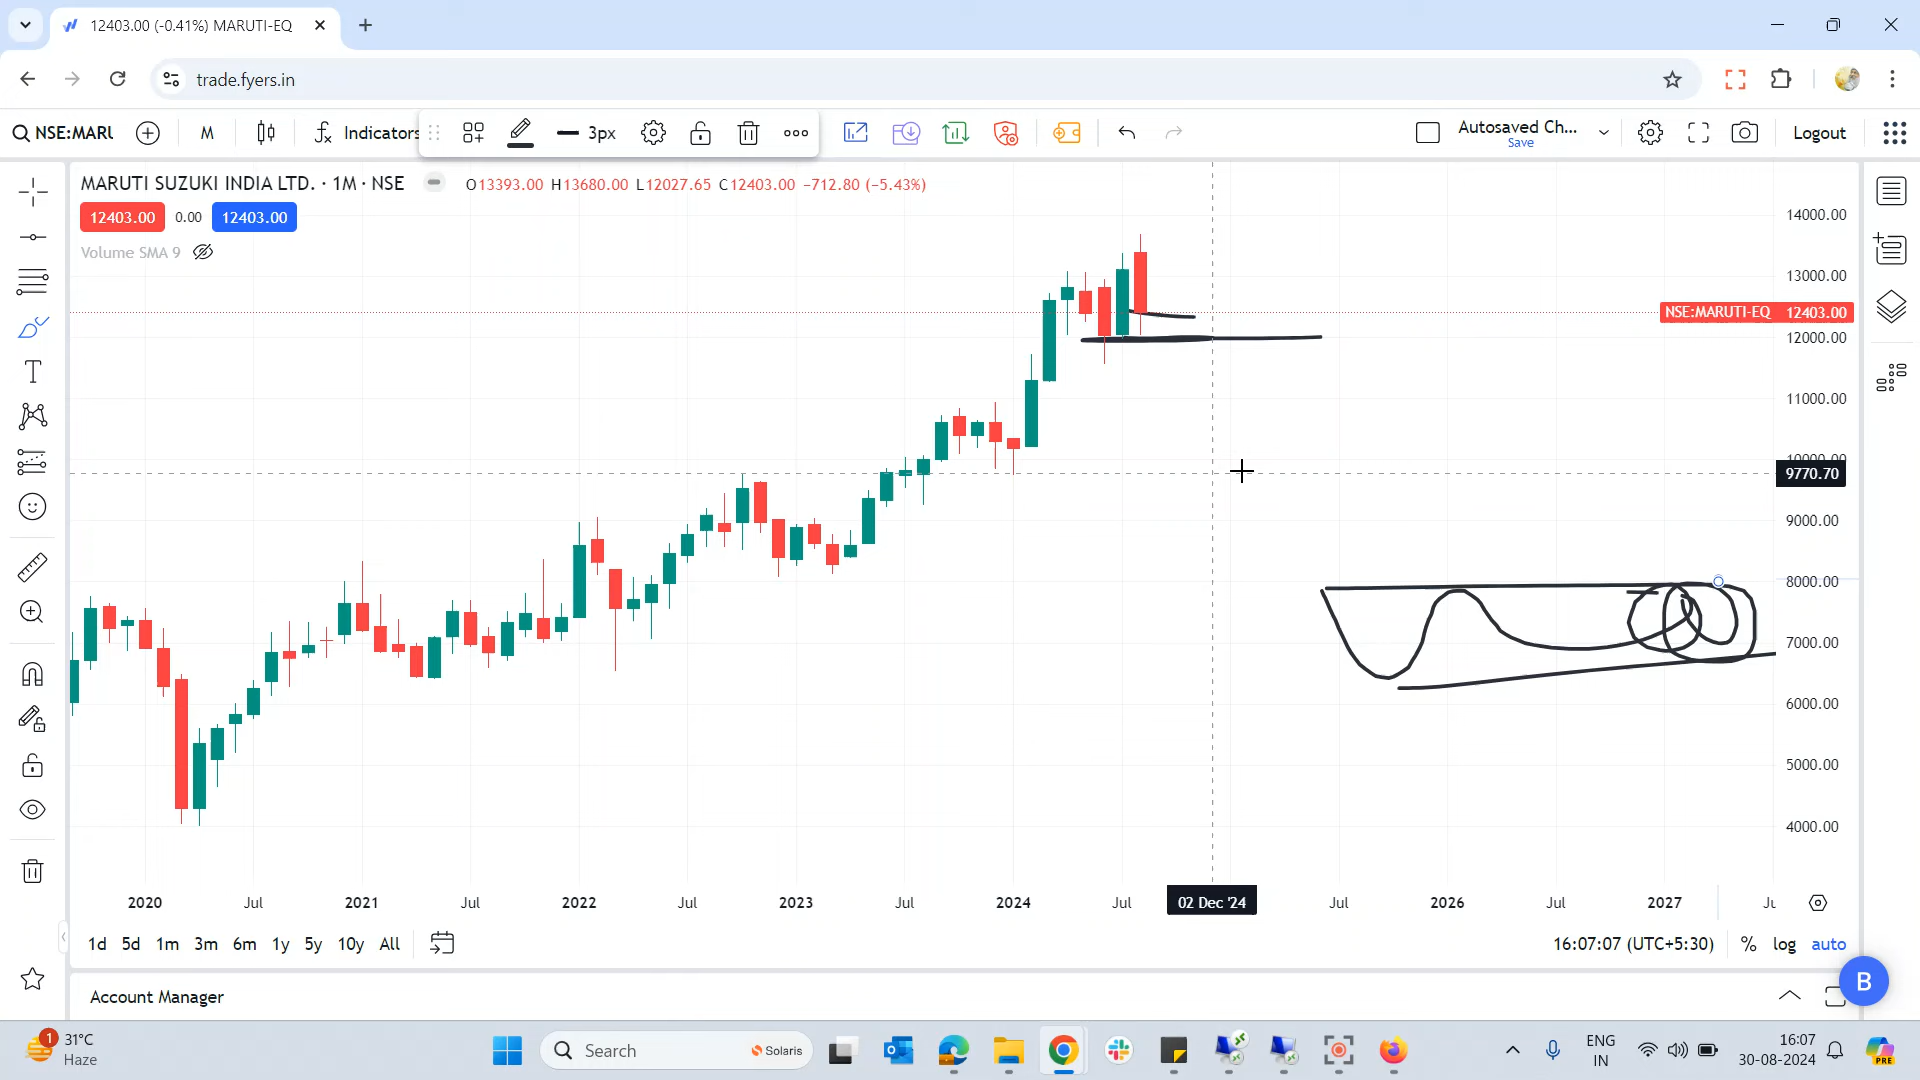 12403.00 (-0.41%) MARUTI-EQ
trade.fyers.in
NSE:MARU
M
Indicators
3px
Autosaved Ch...
Save
Logout
MARUTI SUZUKI INDIA LTD. · 1M · NSE
O13393.00 H13680.00 L12027.65 C12403.00 −712.80 (−5.43%)
12403.00 0.00 12403.00
Volume SMA 9
14000.00
13000.00
NSE:MARUTI-EQ 12403.00
12000.00
11000.00
10000.00
9770.70
9000.00
8000.00
7000.00
6000.00
5000.00
4000.00
2020 Jul 2021 Jul 2022 Jul 2023 Jul 2024 Jul 02 Dec '24 Jul 2026 Jul 2027
1d 5d 1m 3m 6m 1y 5y 10y All
16:07:07 (UTC+5:30) % log auto
B
Account Manager
1
31°C
Haze
Search
Solaris
ENG
IN
16:07
30-08-2024
PRE